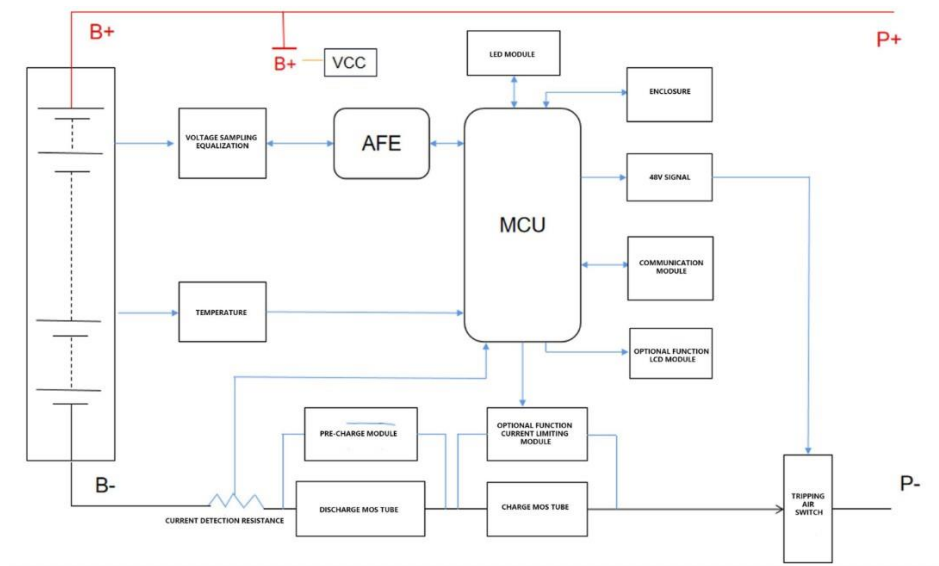 B+
P+
B+
VCC
LED MODULE
ENCLOSURE
VOLTAGE SAMPLING
EQUALIZATION
AFE
48V SIGNAL
MCU
COMMUNICATION
MODULE
TEMPERATURE
OPTIONAL FUNCTION
LCD MODULE
PRE-CHARGE MODULE
OPTIONAL FUNCTION
CURRENT LIMITING
MODULE
B-
P-
TRIPPING
AIR
SWITCH
DISCHARGE MOS TUBE
CHARGE MOS TUBE
CURRENT DETECTION RESISTANCE